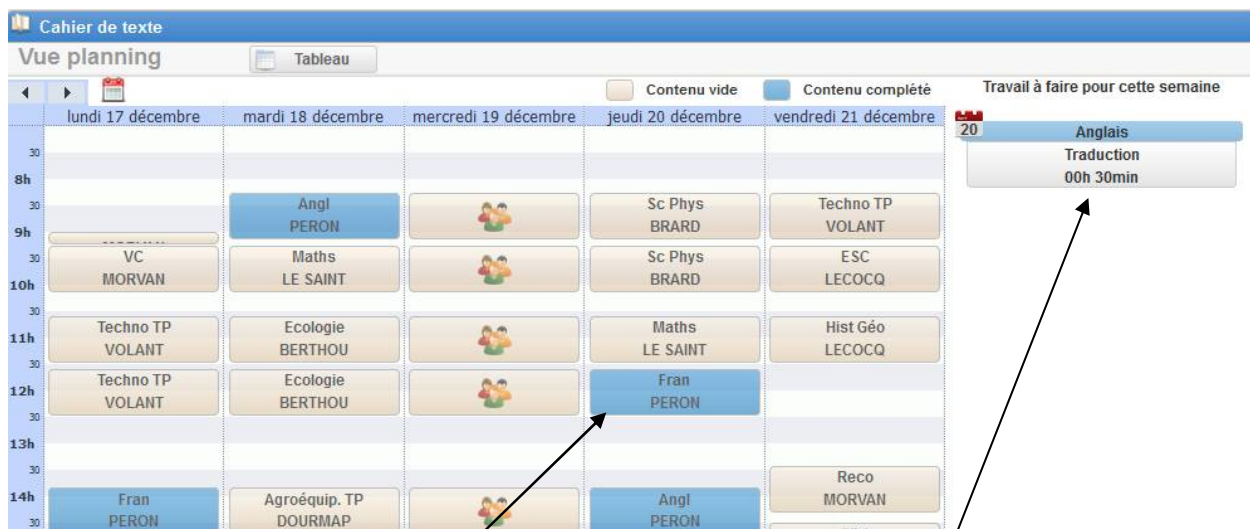 Cahier de texte
Vue planning
Tableau
Contenu vide
Contenu complété
Travail à faire pour cette semaine
lundi 17 décembre
mardi 18 décembre
mercredi 19 décembre
jeudi 20 décembre
vendredi 21 décembre
20
Anglais
Traduction
00h 30min
30
8h
30
Angl
PERON
Sc Phys
BRARD
Techno TP
VOLANT
9h
30
VC
MORVAN
Maths
LE SAINT
Sc Phys
BRARD
ESC
LECOCQ
10h
30
Techno TP
VOLANT
Ecologie
BERTHOU
Maths
LE SAINT
Hist Géo
LECOCQ
11h
30
Techno TP
VOLANT
Ecologie
BERTHOU
Fran
PERON
12h
30
13h
30
Reco
MORVAN
14h
Fran
PERON
Agroéquip. TP
DOURMAP
Angl
PERON
30